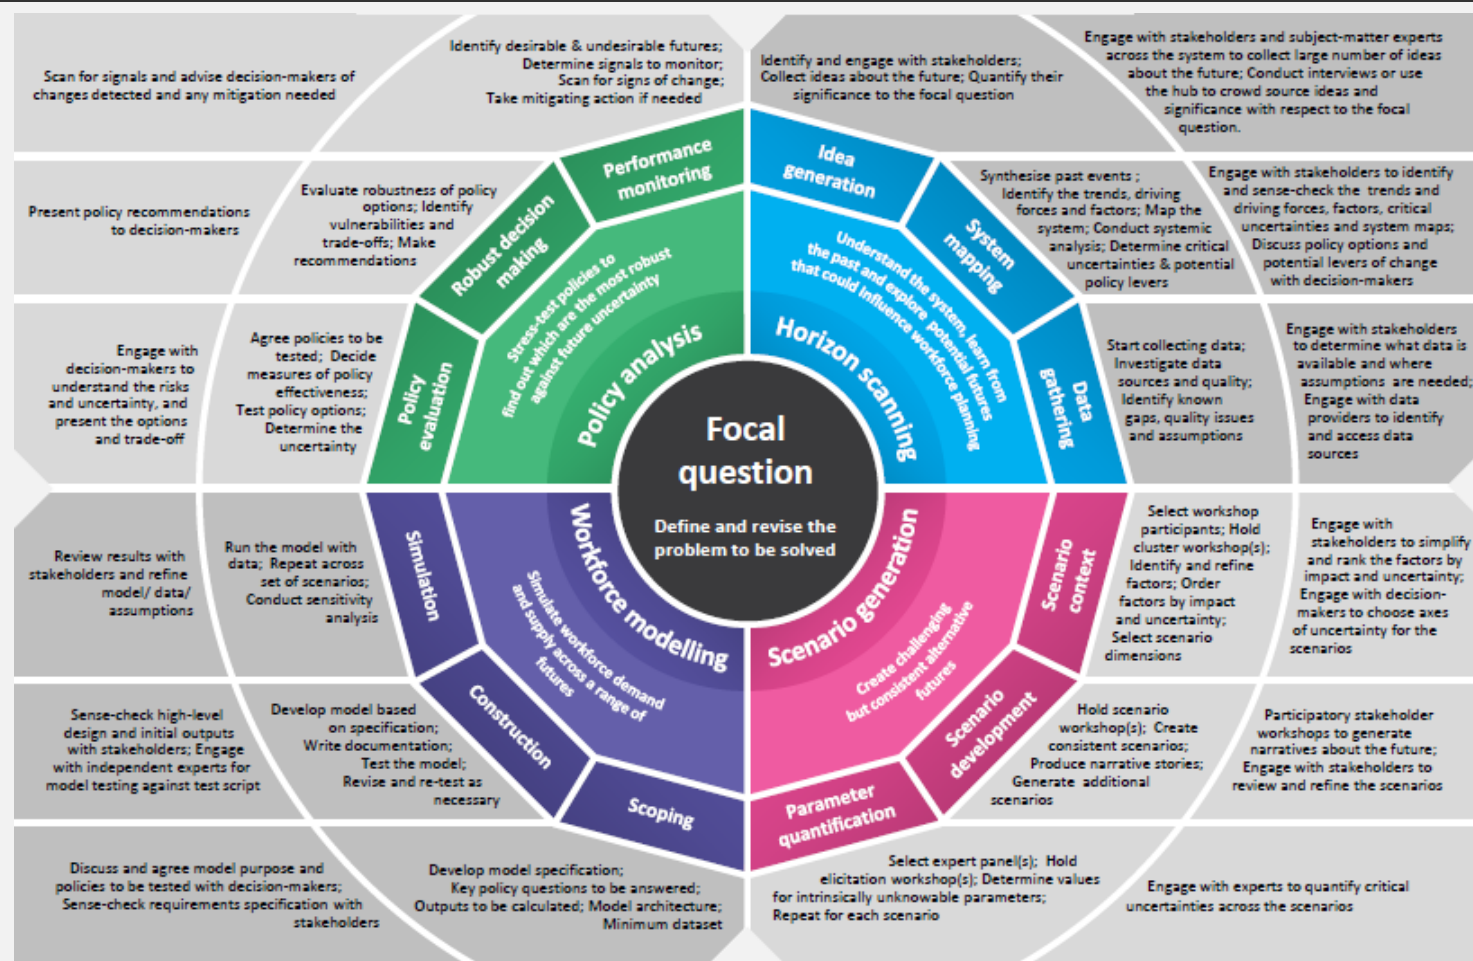 Focal
question
Define and revise the
problem to be solved
Horizon scanning
Understand the system, learn from
the past and explore potential futures
that could influence workforce planning
Idea
generation
Identify and engage with stakeholders;
Collect ideas about the future; Quantify their
significance to the focal question
Engage with stakeholders and subject-matter experts
across the system to collect large number of ideas
about the future; Conduct interviews or use
the hub to crowd source ideas and
significance with respect to the focal
question.
System
mapping
Synthesise past events ;
Identify the trends, driving
forces and factors; Map the
system; Conduct systemic
analysis; Determine critical
uncertainties & potential
policy levers
Engage with stakeholders to identify
and sense-check the trends and
driving forces, factors, critical
uncertainties and system maps;
Discuss policy options and
potential levers of change
with decision-makers
Data
gathering
Start collecting data;
Investigate data
sources and quality;
Identify known
gaps, quality issues
and assumptions
Engage with stakeholders
to determine what data is
available and where
assumptions are needed;
Engage with data
providers to identify
and access data
sources
Scenario generation
Create challenging
but consistent alternative
futures
Scenario
context
Select workshop
participants; Hold
cluster workshop(s);
Identify and refine
factors; Order
factors by impact
and uncertainty;
Select scenario
dimensions
Engage with
stakeholders to simplify
and rank the factors by
impact and uncertainty;
Engage with decision-
makers to choose axes
of uncertainty for the
scenarios
Scenario
development
Hold scenario
workshop(s); Create
consistent scenarios;
Produce narrative stories;
Generate additional
scenarios
Participatory stakeholder
workshops to generate
narratives about the future;
Engage with stakeholders to
review and refine the scenarios
Parameter
quantification
Select expert panel(s); Hold
elicitation workshop(s); Determine values
for intrinsically unknowable parameters;
Repeat for each scenario
Engage with experts to quantify critical
uncertainties across the scenarios
Workforce modelling
Simulate workforce demand
and supply across a range of
futures
Scoping
Develop model specification;
Key policy questions to be answered;
Outputs to be calculated; Model architecture;
Minimum dataset
Discuss and agree model purpose and
policies to be tested with decision-makers;
Sense-check requirements specification with
stakeholders
Construction
Develop model based
on specification;
Write documentation;
Test the model;
Revise and re-test as
necessary
Sense-check high-level
design and initial outputs
with stakeholders; Engage
with independent experts for
model testing against test script
Simulation
Run the model with
data; Repeat across
set of scenarios;
Conduct sensitivity
analysis
Review results with
stakeholders and refine
model/ data/
assumptions
Policy analysis
Stress-test policies to
find out which are the most robust
against future uncertainty
Policy
evaluation
Agree policies to be
tested; Decide
measures of policy
effectiveness;
Test policy options;
Determine the
uncertainty
Engage with
decision-makers to
understand the risks
and uncertainty, and
present the options
and trade-off
Robust decision
making
Evaluate robustness of policy
options; Identify
vulnerabilities and
trade-offs; Make
recommendations
Present policy recommendations
to decision-makers
Performance
monitoring
Identify desirable & undesirable futures;
Determine signals to monitor;
Scan for signs of change;
Take mitigating action if needed
Scan for signals and advise decision-makers of
changes detected and any mitigation needed